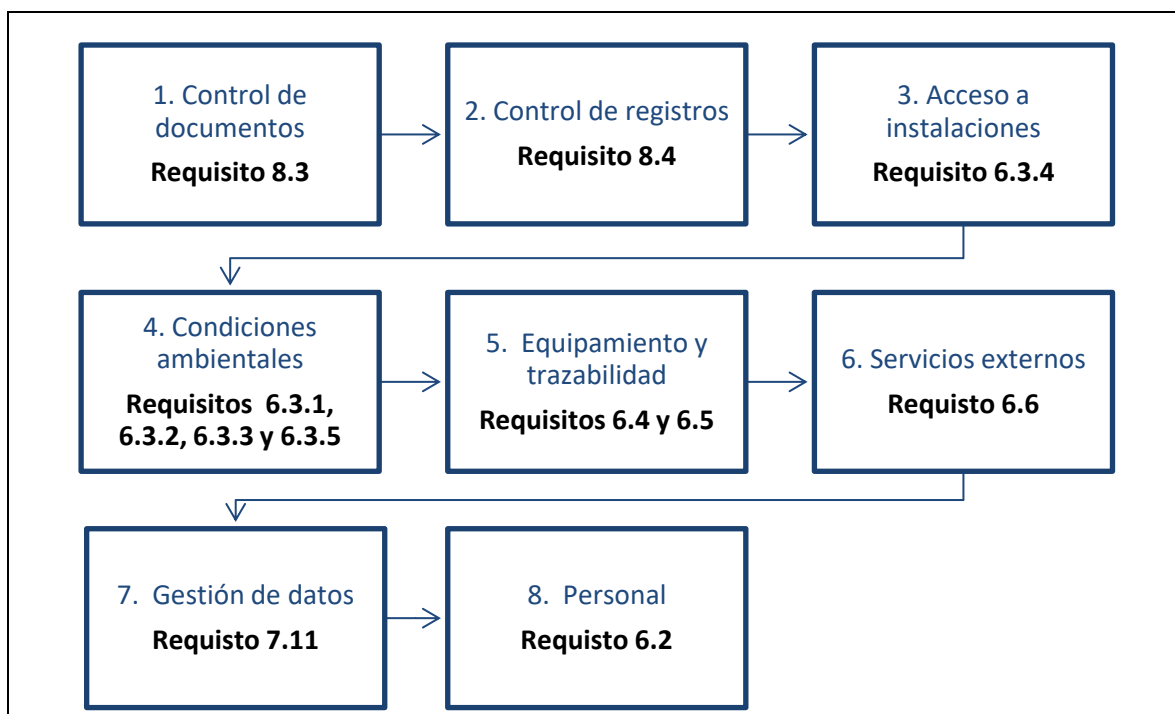 1. Control de
documentos
Requisito 8.3
2. Control de registros
Requisito 8.4
3. Acceso a
instalaciones
Requisito 6.3.4
4. Condiciones
ambientales
Requisitos 6.3.1,
6.3.2, 6.3.3 y 6.3.5
5. Equipamiento y
trazabilidad
Requisitos 6.4 y 6.5
6. Servicios externos
Requisto 6.6
7. Gestión de datos
Requisto 7.11
8. Personal
Requisto 6.2